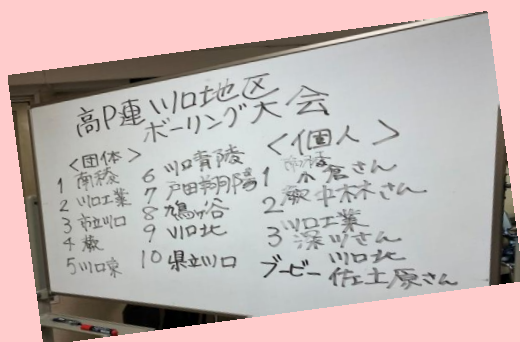 高P連 川口地区
ボーリング大会
<団体>
1 南稜
2 川口工業
3 市立川口
4 蕨
5 川口東
6 川口青陵
7 戸田翔陽
8 鳩ヶ谷
9 川口北
10 県立川口
<個人>
南稜
1 小倉さん
2 蕨 中林さん
川口工業
3 深川さん
川口北
ブービー 佐土原さん